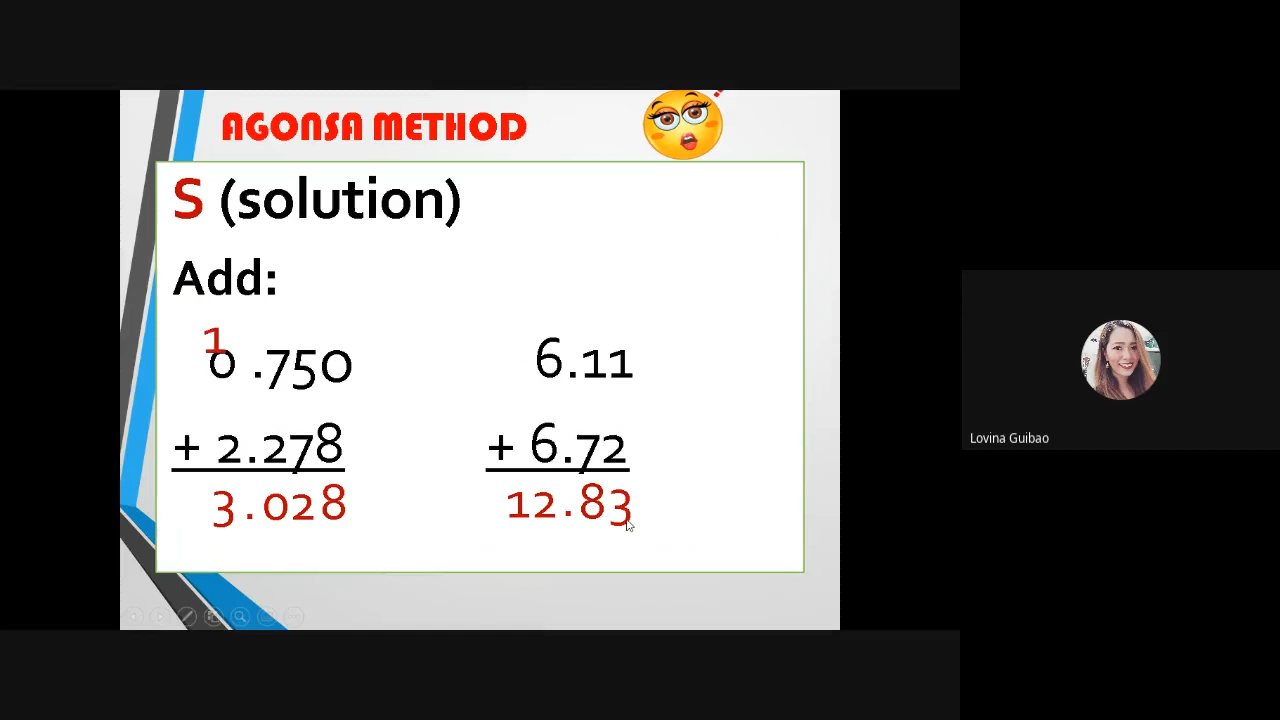 AGONSA METHOD
S (solution)
Add:
1
0 .750
+ 2.278
3.028
6.11
+ 6.72
12.83
Lovina Guibao